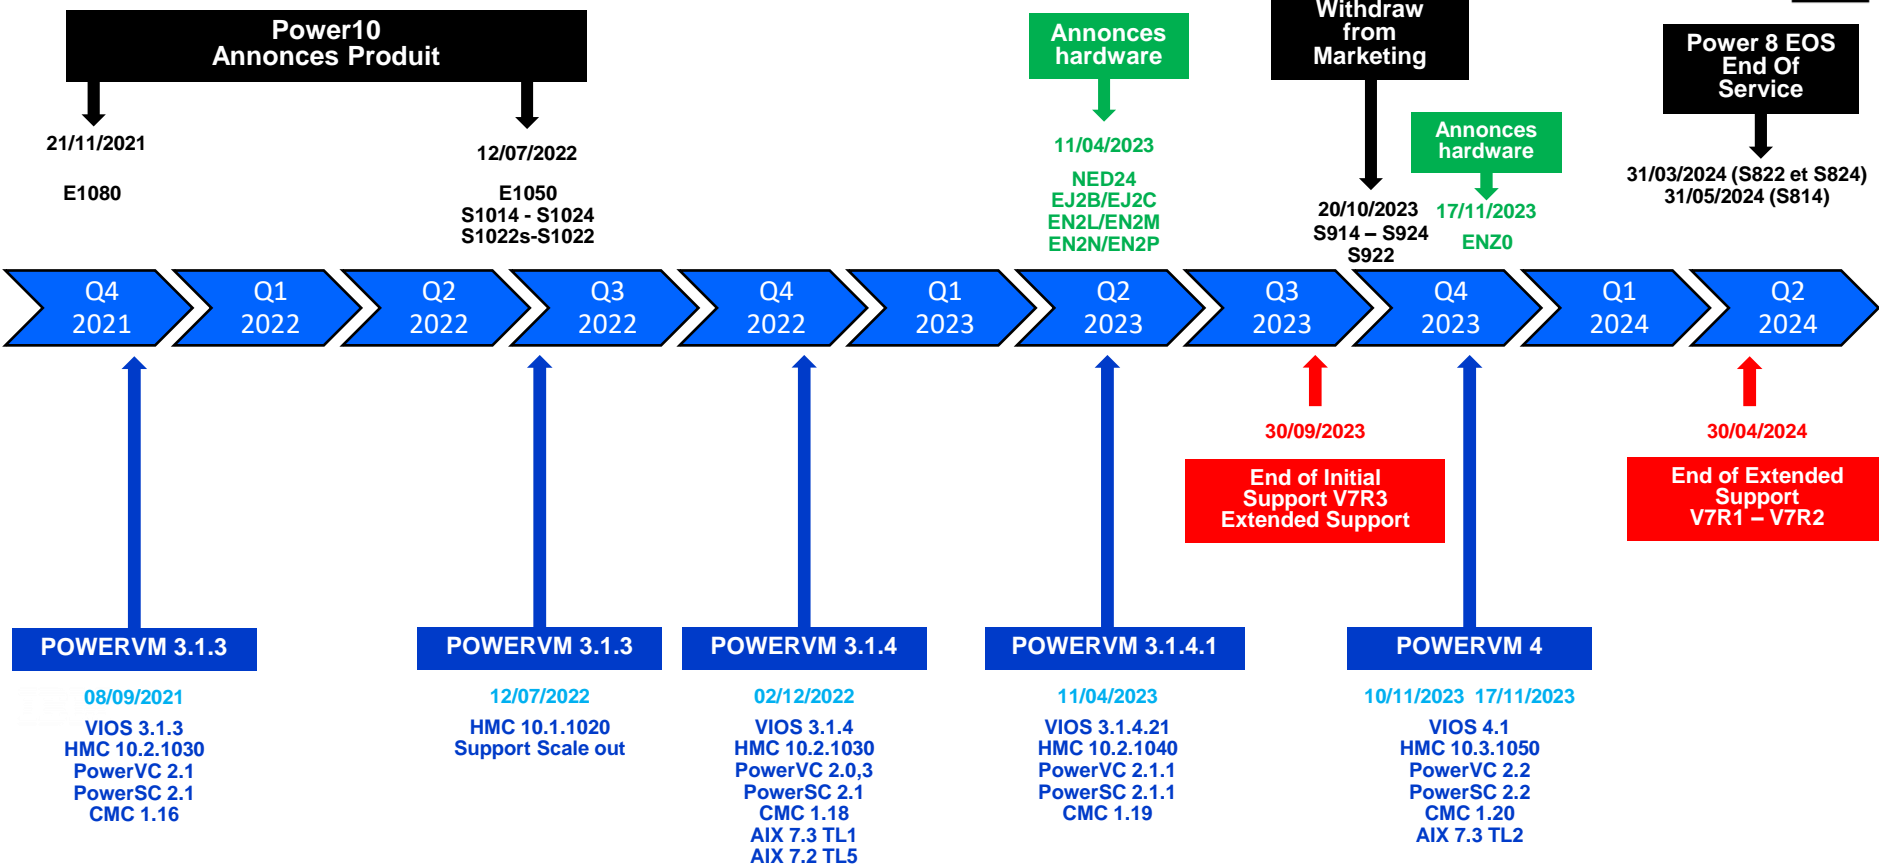 Power10
Annonces Produit
21/11/2021
E1080
12/07/2022
E1050
S1014 - S1024
S1022s-S1022
Annonces
hardware
11/04/2023
NED24
EJ2B/EJ2C
EN2L/EN2M
EN2N/EN2P
Withdraw
from
Marketing
20/10/2023
S914 – S924
S922
Annonces
hardware
17/11/2023
ENZ0
Power 8 EOS
End Of
Service
31/03/2024 (S822 et S824)
31/05/2024 (S814)
Q4
2021
Q1
2022
Q2
2022
Q3
2022
Q4
2022
Q1
2023
Q2
2023
Q3
2023
Q4
2023
Q1
2024
Q2
2024
30/09/2023
End of Initial
Support V7R3
Extended Support
30/04/2024
End of Extended
Support
V7R1 – V7R2
POWERVM 3.1.3
08/09/2021
VIOS 3.1.3
HMC 10.2.1030
PowerVC 2.1
PowerSC 2.1
CMC 1.16
POWERVM 3.1.3
12/07/2022
HMC 10.1.1020
Support Scale out
POWERVM 3.1.4
02/12/2022
VIOS 3.1.4
HMC 10.2.1030
PowerVC 2.0,3
PowerSC 2.1
CMC 1.18
AIX 7.3 TL1
AIX 7.2 TL5
POWERVM 3.1.4.1
11/04/2023
VIOS 3.1.4.21
HMC 10.2.1040
PowerVC 2.1.1
PowerSC 2.1.1
CMC 1.19
POWERVM 4
10/11/2023 17/11/2023
VIOS 4.1
HMC 10.3.1050
PowerVC 2.2
PowerSC 2.2
CMC 1.20
AIX 7.3 TL2